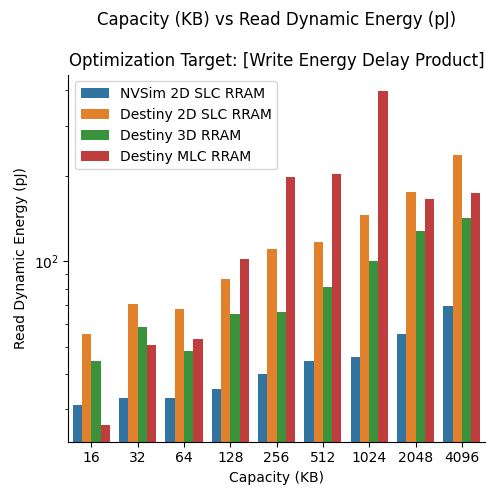 Capacity (KB) vs Read Dynamic Energy (pJ)
Optimization Target: [Write Energy Delay Product]
NVSim 2D SLC RRAM
Destiny 2D SLC RRAM
Destiny 3D RRAM
Destiny MLC RRAM
Read Dynamic Energy (pJ)
10²
16 32 64 128 256 512 1024 2048 4096
Capacity (KB)